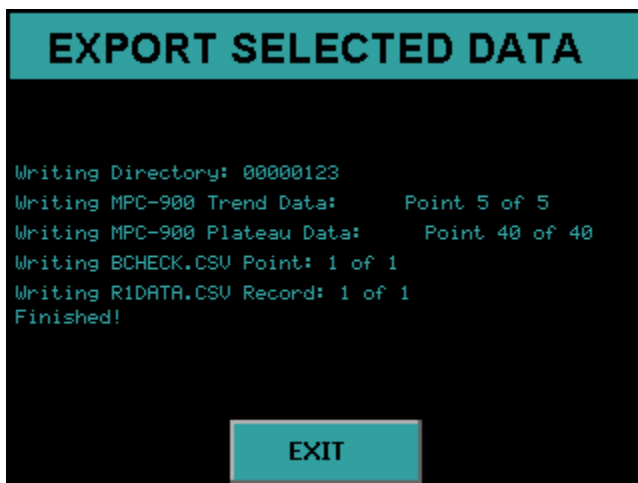 EXPORT SELECTED DATA
Writing Directory: 00000123
Writing MPC-900 Trend Data: Point 5 of 5
Writing MPC-900 Plateau Data: Point 40 of 40
Writing BCHECK.CSV Point: 1 of 1
Writing R1DATA.CSV Record: 1 of 1
Finished!
EXIT